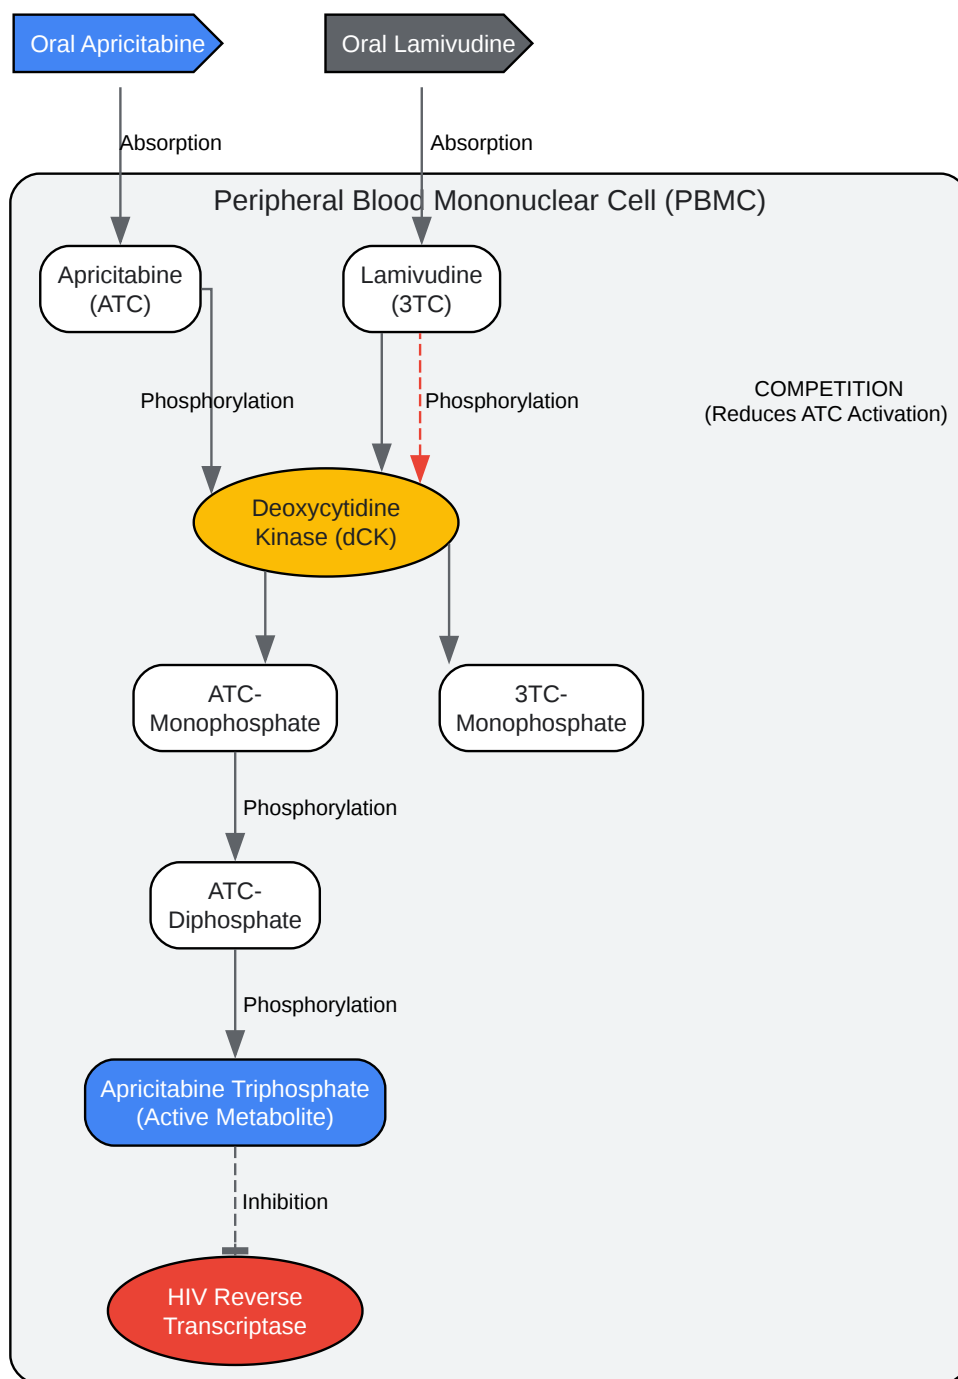 Oral Apricitabine
Oral Lamivudine
Absorption
Absorption
Peripheral Blood Mononuclear Cell (PBMC)
Apricitabine
(ATC)
Lamivudine
(3TC)
Phosphorylation
Phosphorylation
COMPETITION
(Reduces ATC Activation)
Deoxycytidine
Kinase (dCK)
ATC-
Monophosphate
3TC-
Monophosphate
Phosphorylation
ATC-
Diphosphate
Phosphorylation
Apricitabine Triphosphate
(Active Metabolite)
Inhibition
HIV Reverse
Transcriptase